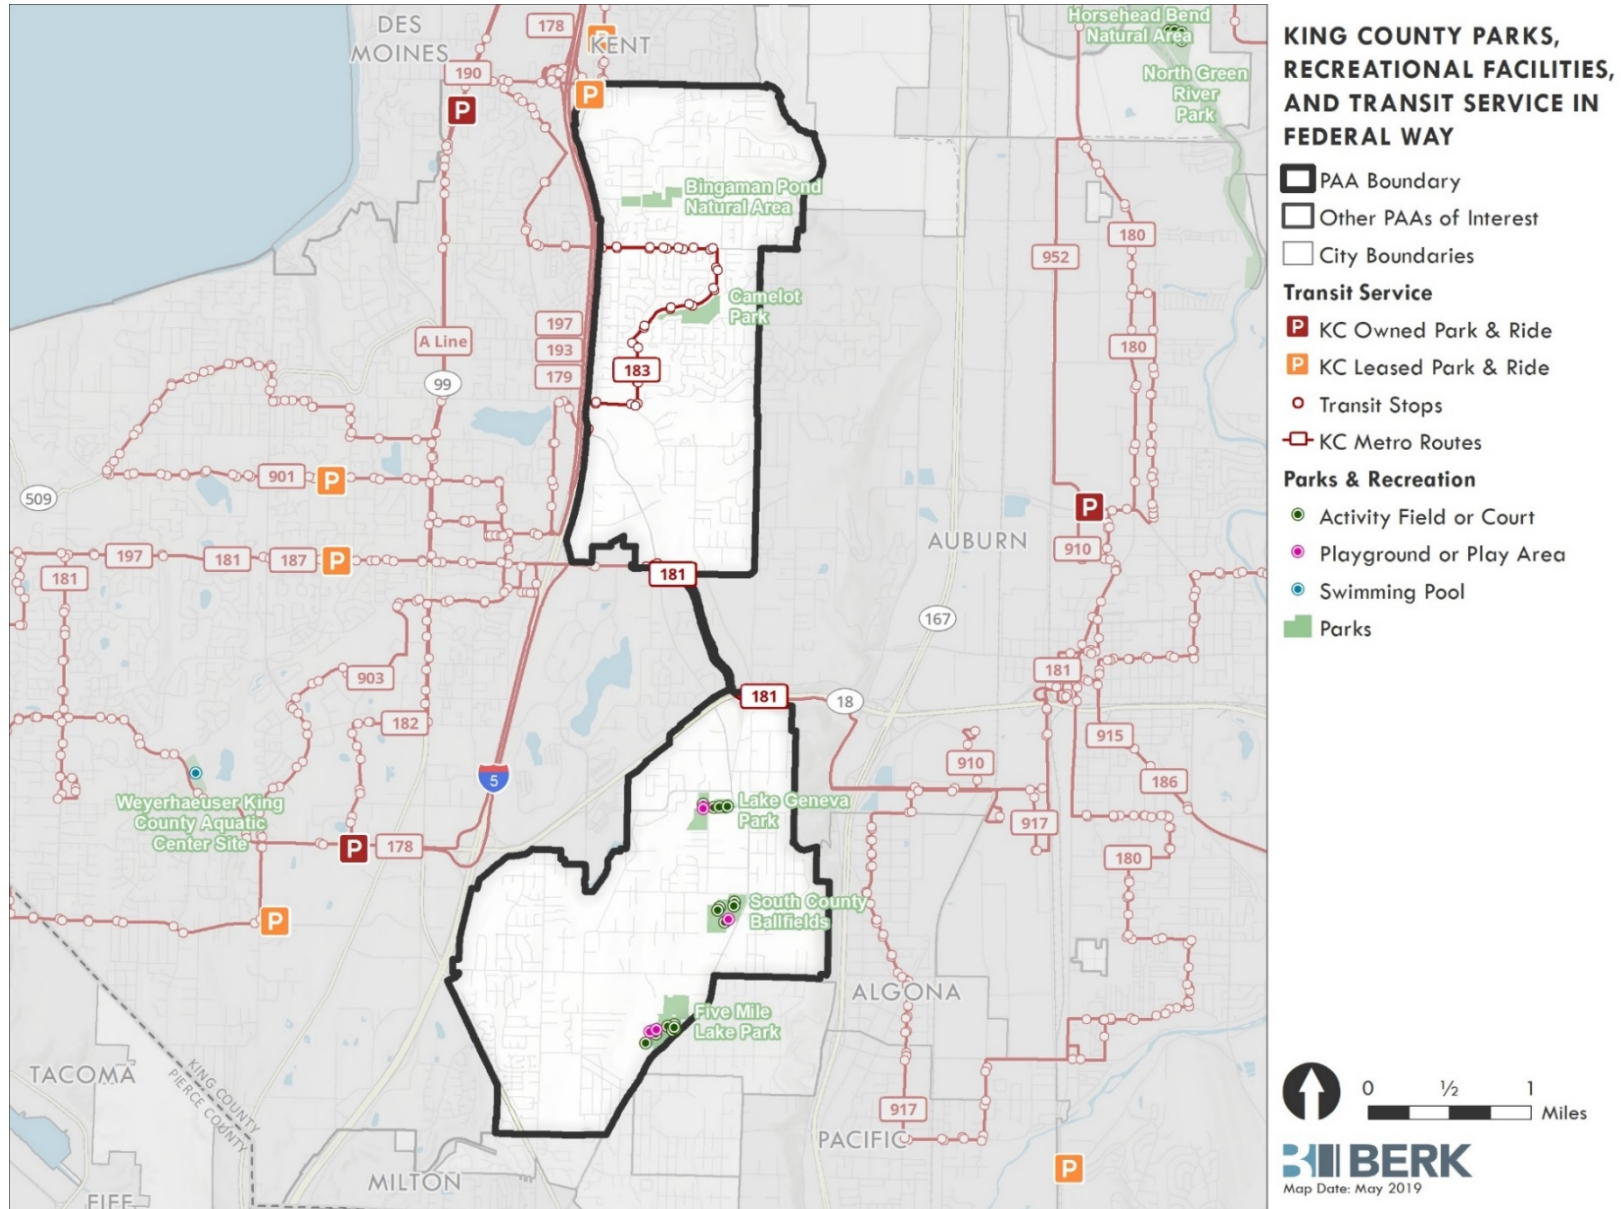 DES
MOINES
178
KENT
P
190
P
P
Horsehead Bend
Natural Area
North Green
River
Park
Bingaman Pond
Natural Area
180
952
Camelot
Park
197
193
179
A Line
99
183
180
901
P
509
P
910
AUBURN
197
181
187
P
181
181
167
903
181
182
181
18
915
910
186
5
Weyerhaeuser King
County Aquatic
Center Site
Lake Geneva
Park
917
P
178
180
South County
Ballfields
P
ALGONA
Five Mile
Lake Park
TACOMA
KING COUNTY
PIERCE COUNTY
917
PACIFIC
P
MILTON
FIFE
KING COUNTY PARKS,
RECREATIONAL FACILITIES,
AND TRANSIT SERVICE IN
FEDERAL WAY
PAA Boundary
Other PAAs of Interest
City Boundaries
Transit Service
P KC Owned Park & Ride
P KC Leased Park & Ride
Transit Stops
KC Metro Routes
Parks & Recreation
Activity Field or Court
Playground or Play Area
Swimming Pool
Parks
0 ½ 1
Miles
BERK
Map Date: May 2019